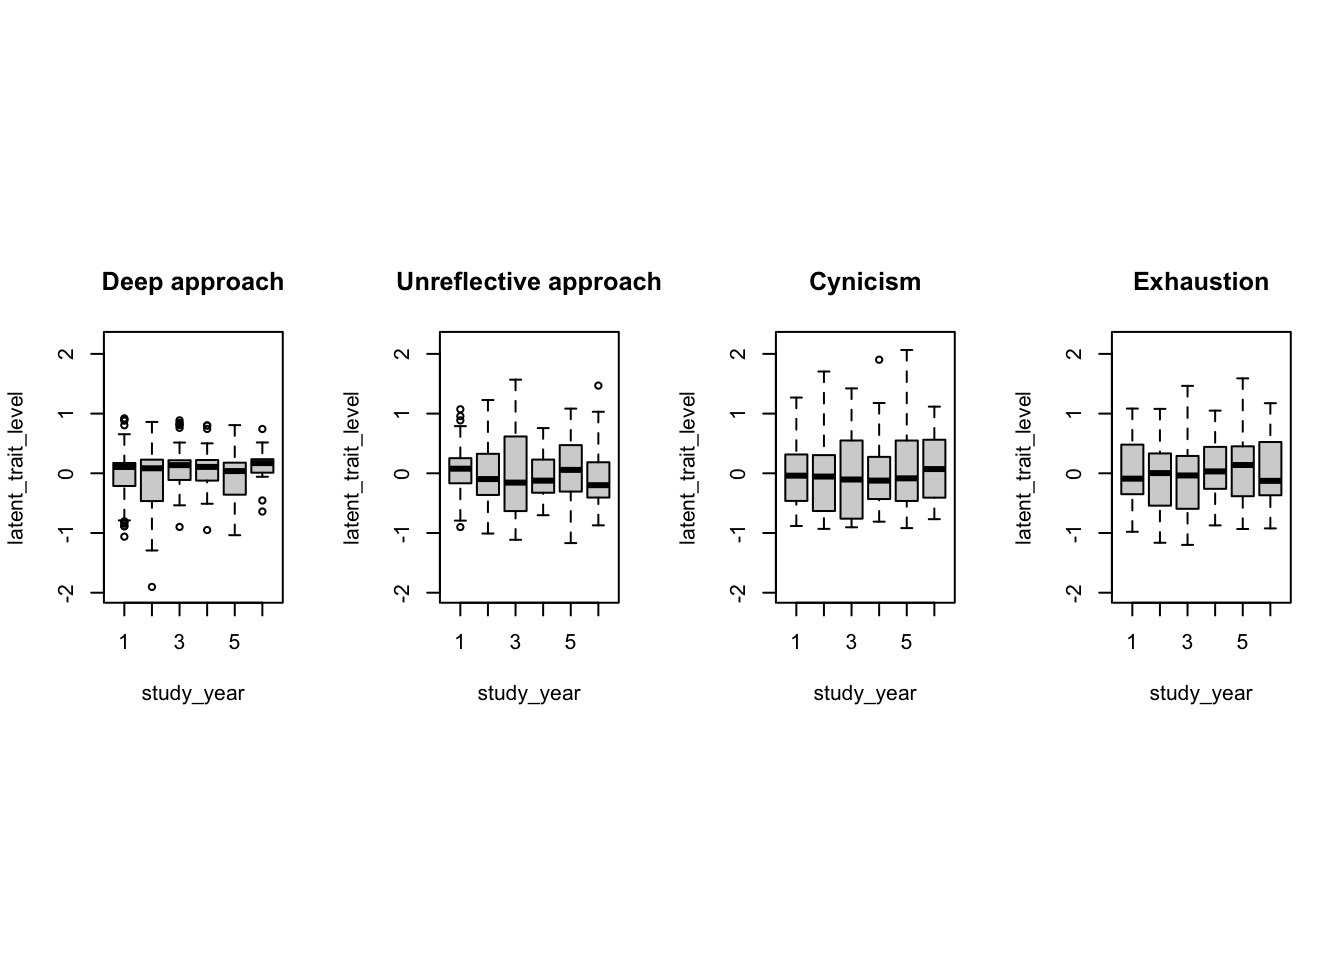 Deep approach
latent_trait_level
2
1
0
-1
-2
1 3 5
study_year
Unreflective approach
latent_trait_level
2
1
0
-1
-2
1 3 5
study_year
Cynicism
latent_trait_level
2
1
0
-1
-2
1 3 5
study_year
Exhaustion
latent_trait_level
2
1
0
-1
-2
1 3 5
study_year